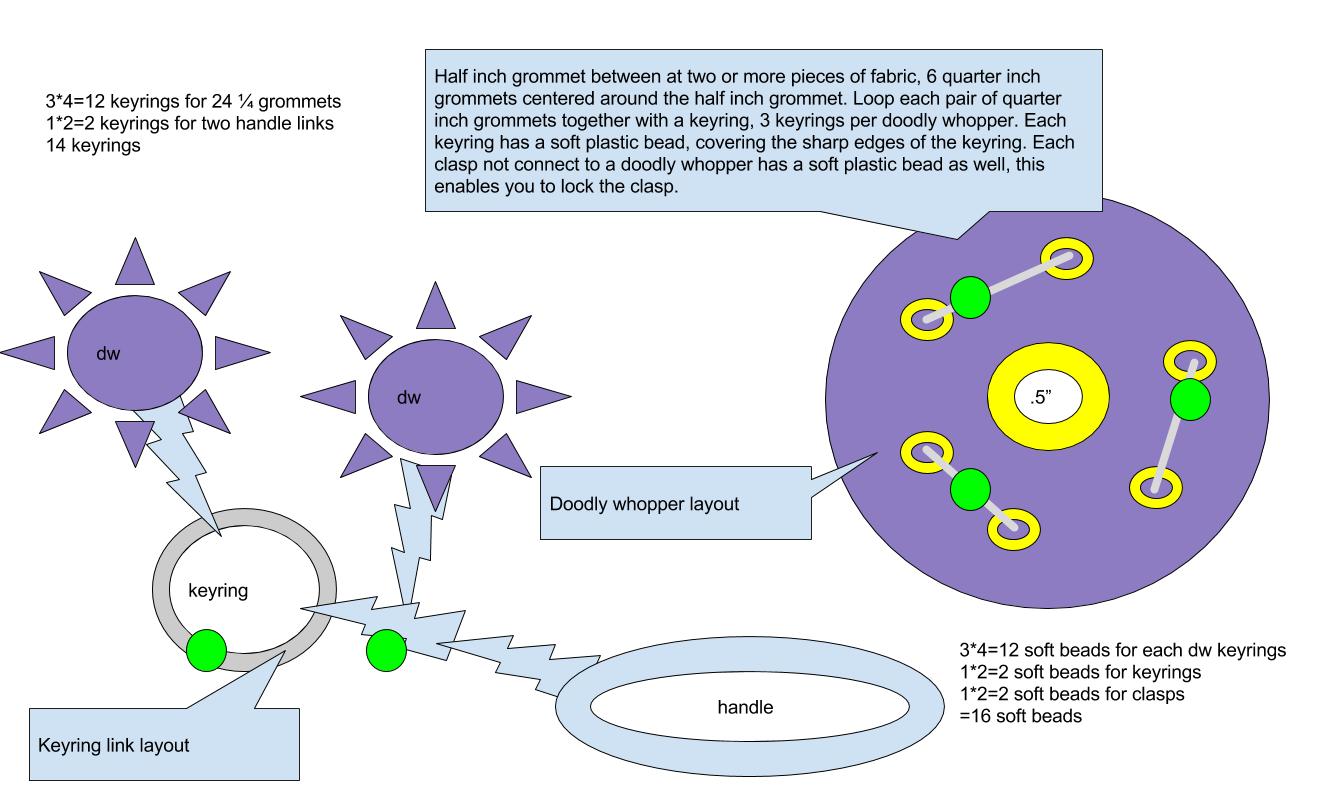 3*4=12 keyrings for 24 ¼ grommets
1*2=2 keyrings for two handle links
14 keyrings
Half inch grommet between at two or more pieces of fabric, 6 quarter inch
grommets centered around the half inch grommet. Loop each pair of quarter
inch grommets together with a keyring, 3 keyrings per doodly whopper. Each
keyring has a soft plastic bead, covering the sharp edges of the keyring. Each
clasp not connect to a doodly whopper has a soft plastic bead as well, this
enables you to lock the clasp.
dw
dw
.5”
Doodly whopper layout
keyring
handle
Keyring link layout
3*4=12 soft beads for each dw keyrings
1*2=2 soft beads for keyrings
1*2=2 soft beads for clasps
=16 soft beads